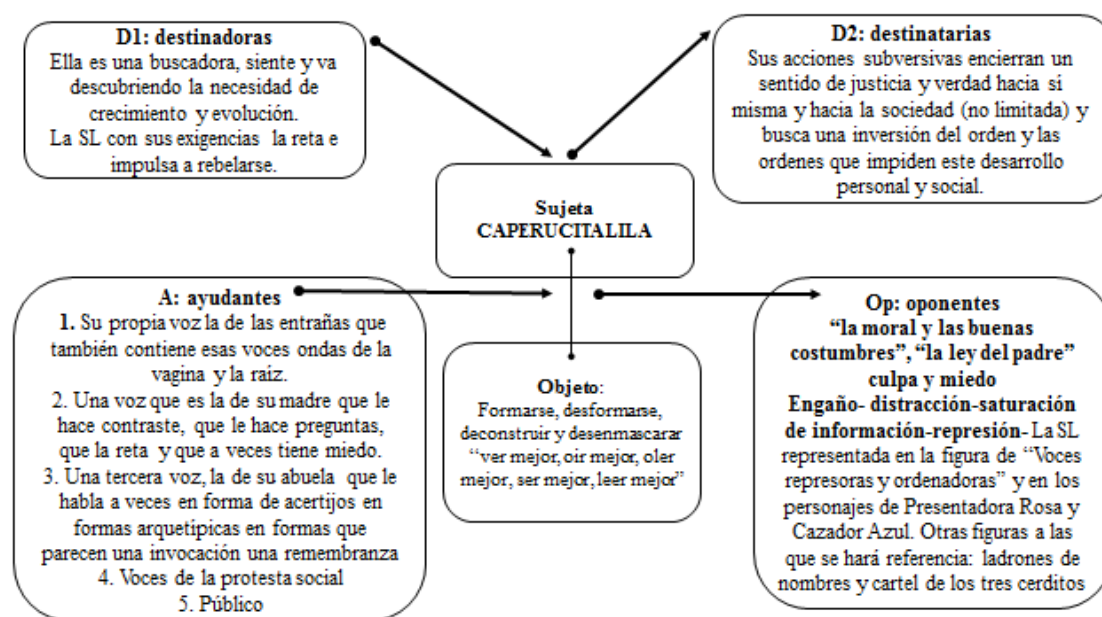 D1: destinadoras
Ella es una buscadora, siente y va
descubriendo la necesidad de
crecimiento y evolución.
La SL con sus exigencias la reta e
impulsa a rebelarse.
D2: destinatarias
Sus acciones subversivas encierran un
sentido de justicia y verdad hacia si
misma y hacia la sociedad (no limitada) y
busca una inversión del orden y las
ordenes que impiden este desarrollo
personal y social.
Sujeta
CAPERUCITALILA
A: ayudantes
1. Su propia voz la de las entrañas que
también contiene esas voces ondas de la
vagina y la raíz.
2. Una voz que es la de su madre que le
hace contraste, que le hace preguntas,
que la reta y que a veces tiene miedo.
3. Una tercera voz, la de su abuela que le
habla a veces en forma de acertijos en
formas arquetipicas en formas que
parecen una invocación una remembranza
4. Voces de la protesta social
5. Público
Objeto:
Formarse, desformarse,
deconstruir y desenmascarar
“ver mejor, oir mejor, oler
mejor, ser mejor, leer mejor”
Op: oponentes
“la moral y las buenas
costumbres”, “la ley del padre”
culpa y miedo
Engaño- distracción-saturación
de información-represión- La SL
representada en la figura de “Voces
represoras y ordenadoras” y en los
personajes de Presentadora Rosa y
Cazador Azul. Otras figuras a las
que se hará referencia: ladrones de
nombres y cartel de los tres cerditos